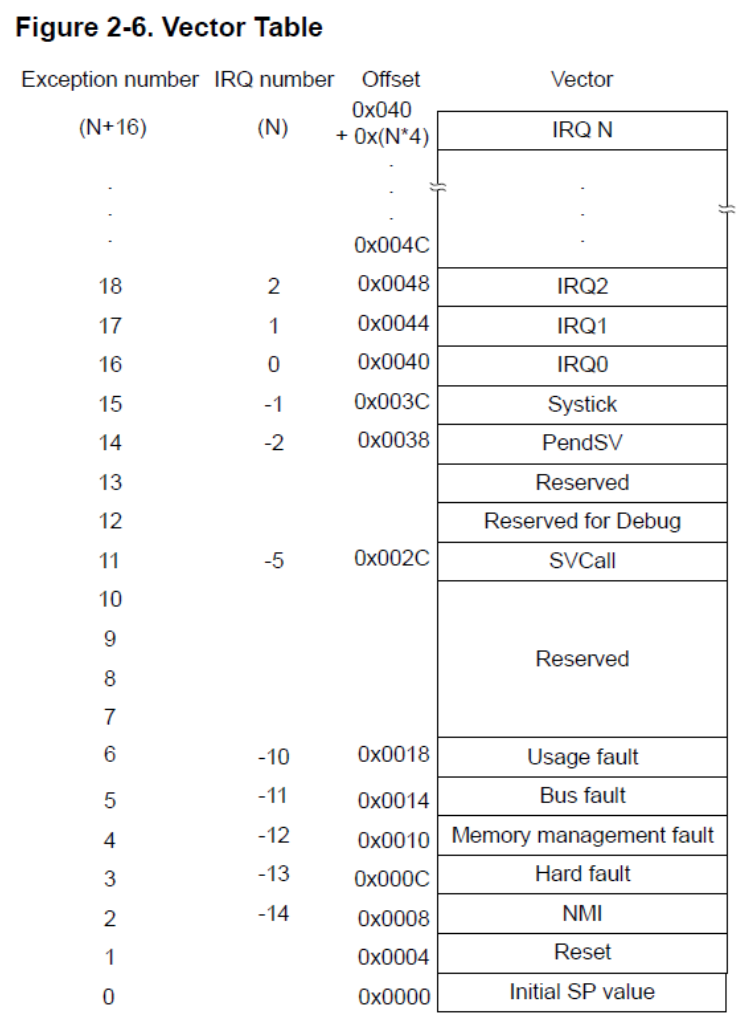 Figure 2-6. Vector Table
Exception number IRQ number Offset Vector
(N+16) (N) 0x040 + 0x(N*4) IRQ N
. . . .
. . .
. . . .
0x004C
18 2 0x0048 IRQ2
17 1 0x0044 IRQ1
16 0 0x0040 IRQ0
15 -1 0x003C Systick
14 -2 0x0038 PendSV
13 Reserved
12 Reserved for Debug
11 -5 0x002C SVCall
10
9
Reserved
8
7
6 -10 0x0018 Usage fault
5 -11 0x0014 Bus fault
4 -12 0x0010 Memory management fault
3 -13 0x000C Hard fault
2 -14 0x0008 NMI
1 0x0004 Reset
0 0x0000 Initial SP value